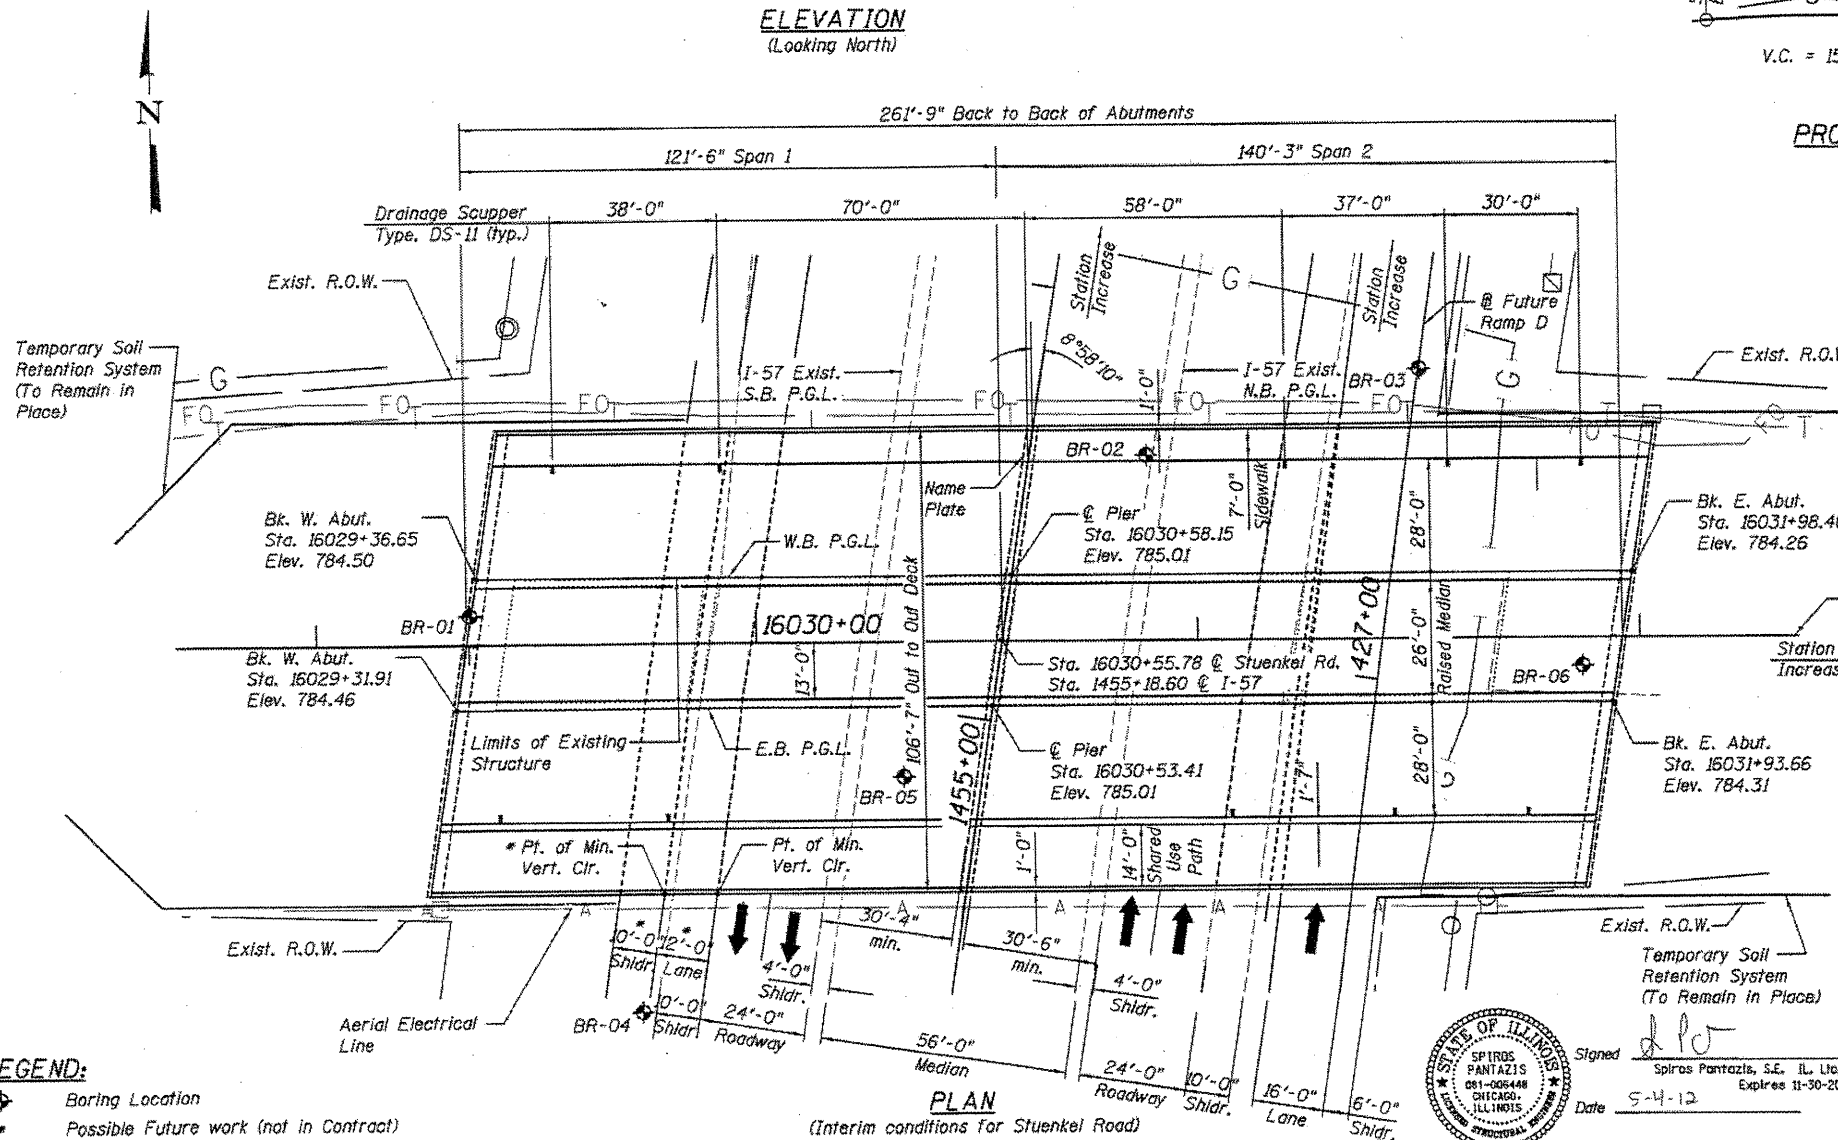 ELEVATION
(Looking North)
V.C. = 15
N
261'-9" Back to Back of Abutments
121'-6" Span 1
140'-3" Span 2
PRO
Drainage Scupper
Type. DS-11 (typ.)
38'-0"
70'-0"
58'-0"
37'-0"
30'-0"
Exist. R.O.W.
Station
Increase
G
Station
Increase
℄ Future
Ramp D
Temporary Soil
Retention System
(To Remain in
Place)
G
8°58'10"
I-57 Exist.
S.B. P.G.L.
I-57 Exist.
N.B. P.G.L.
1'-0"
BR-03
G
Exist. R.O.W
FO T
FO T
FO T
FO T
FO T
FO T
FO T
BR-02
Name
Plate
7'-0"
Sidewalk
28'-0"
Bk. W. Abut.
Sta. 16029+36.65
Elev. 784.50
W.B. P.G.L.
℄ Pier
Sta. 16030+58.15
Elev. 785.01
Bk. E. Abut.
Sta. 16031+98.40
Elev. 784.26
BR-01
16030+00
106'-7" Out to Out Deck
1427+00
26'-0"
Raised Median
Bk. W. Abut.
Sta. 16029+31.91
Elev. 784.46
13'-0"
Sta. 16030+55.78 ℄ Stuenkel Rd.
Sta. 1455+18.60 ℄ I-57
BR-06
Station
Increas
Limits of Existing
Structure
E.B. P.G.L.
1455+00
℄ Pier
Sta. 16030+53.41
Elev. 785.01
1'-7"
28'-0"
Bk. E. Abut.
Sta. 16031+93.66
Elev. 784.31
BR-05
* Pt. of Min.
Vert. Clr.
Pt. of Min.
Vert. Clr.
1'-0"
14'-0"
Shared
Use
Path
A
A
A
A
Exist. R.O.W.
*
10'-0"
Shldr.
*
12'-0"
Lane
4'-0"
Shldr.
30'-4"
min.
30'-6"
min.
4'-0"
Shldr.
Exist. R.O.W.
Temporary Soil
Retention System
(To Remain in Place)
Aerial Electrical
Line
BR-04
10'-0"
Shldr.
24'-0"
Roadway
56'-0"
Median
24'-0"
Roadway
10'-0"
Shldr.
16'-0"
Lane
6'-0"
Shldr.
EGEND:
Boring Location
* Possible Future work (not in Contract)
PLAN
(Interim conditions for Stuenkel Road)
STATE OF ILLINOIS
SPIROS
PANTAZIS
081-006448
CHICAGO,
ILLINOIS
LICENSED STRUCTURAL ENGINEER
Signed
Spiros Pantazis, S.E. IL. Lic.
Expires 11-30-20
Date 5-4-12